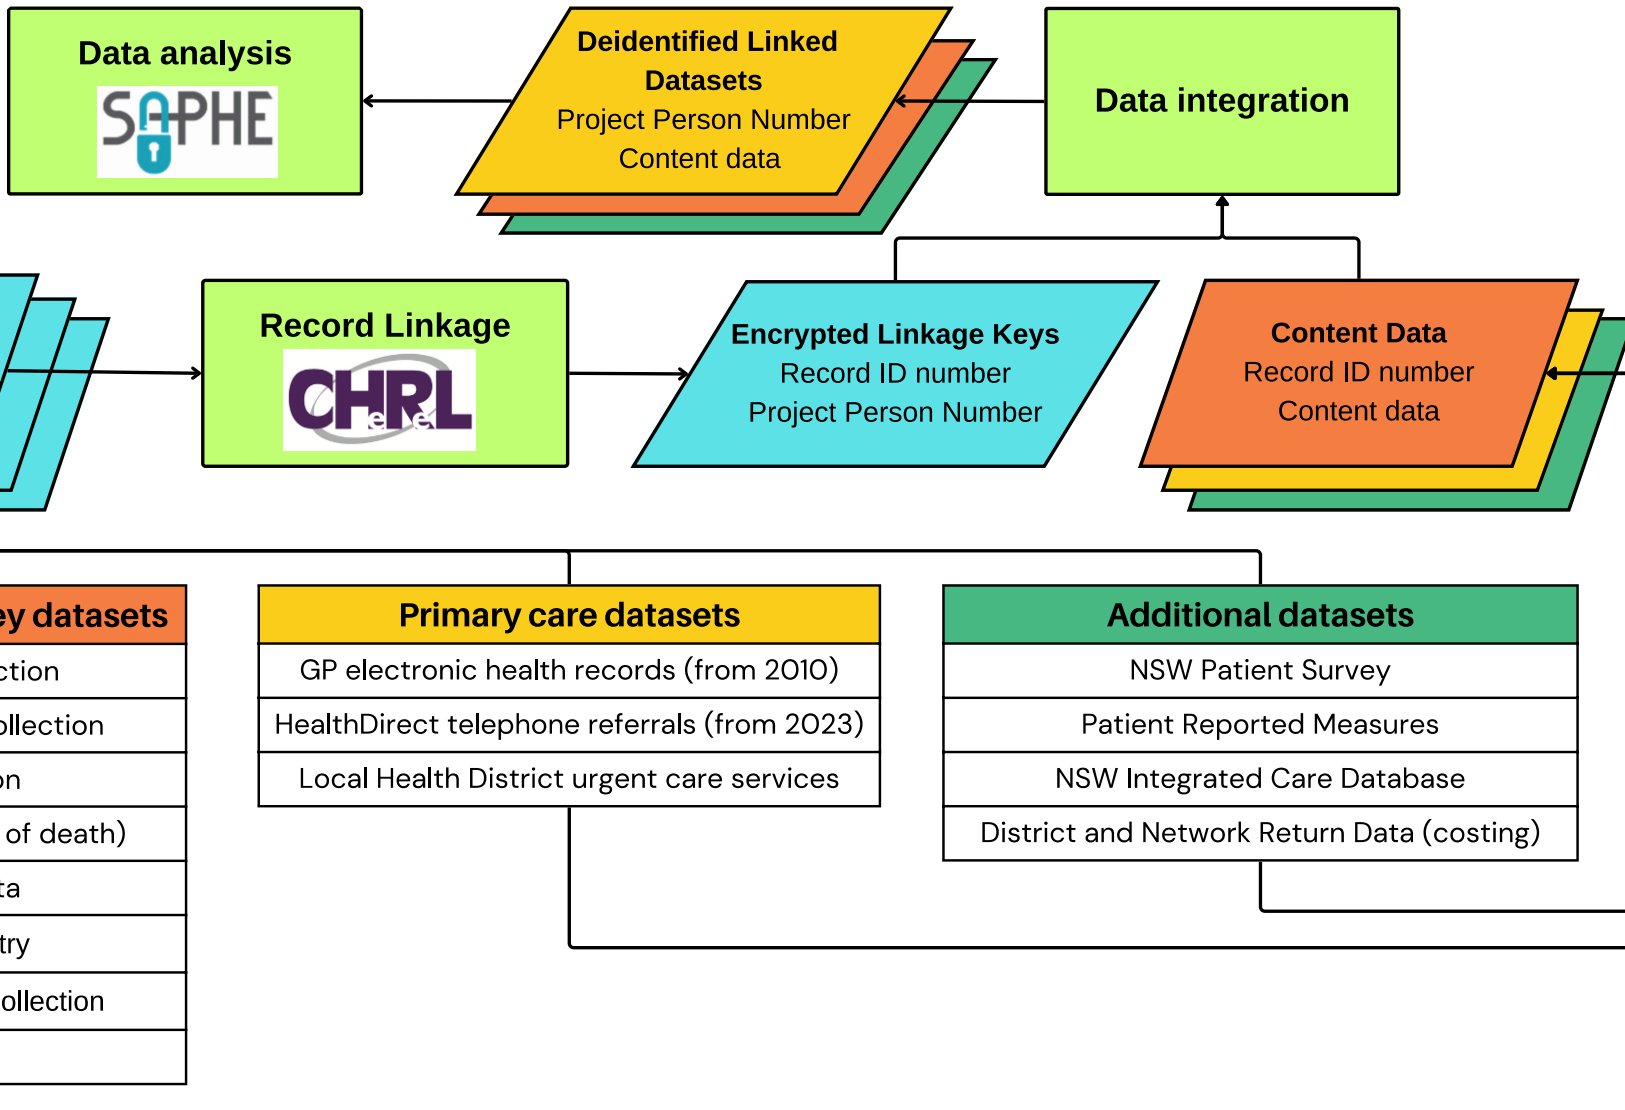 Data analysis
SAPHE
Deidentified Linked
Datasets
Project Person Number
Content data
Data integration
Record Linkage
CHeReL
Encrypted Linkage Keys
Record ID number
Project Person Number
Content Data
Record ID number
Content data
ey datasets
ction
ollection
on
of death)
ta
try
ollection
Primary care datasets
GP electronic health records (from 2010)
HealthDirect telephone referrals (from 2023)
Local Health District urgent care services
Additional datasets
NSW Patient Survey
Patient Reported Measures
NSW Integrated Care Database
District and Network Return Data (costing)